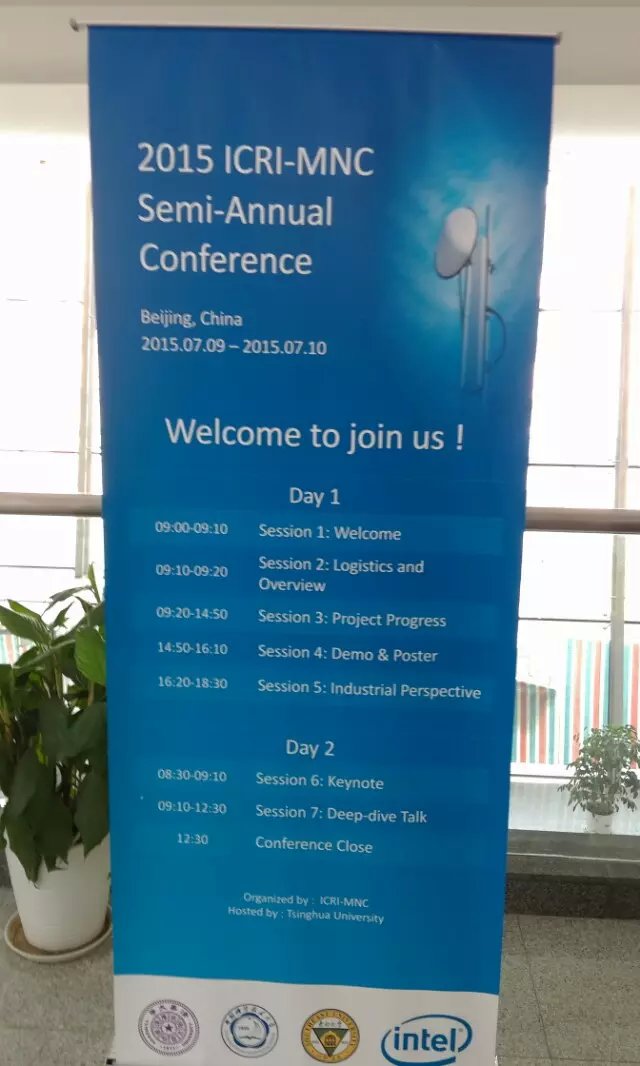 2015 ICRI-MNC
Semi-Annual
Conference
Beijing, China
2015.07.09 – 2015.07.10
Welcome to join us !
Day 1
09:00-09:10 Session 1: Welcome
09:10-09:20 Session 2: Logistics and
Overview
09:20-14:50 Session 3: Project Progress
14:50-16:10 Session 4: Demo & Poster
16:20-18:30 Session 5: Industrial Perspective
Day 2
08:30-09:10 Session 6: Keynote
09:10-12:30 Session 7: Deep-dive Talk
12:30 Conference Close
Organized by : ICRI-MNC
Hosted by : Tsinghua University
intel